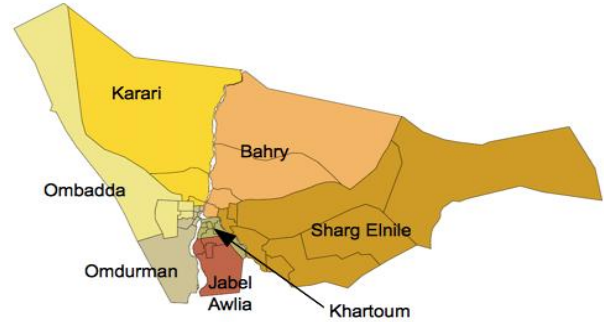 Karari
Bahry
Ombadda
Sharg Elnile
Omdurman
Jabel
Awlia
Khartoum